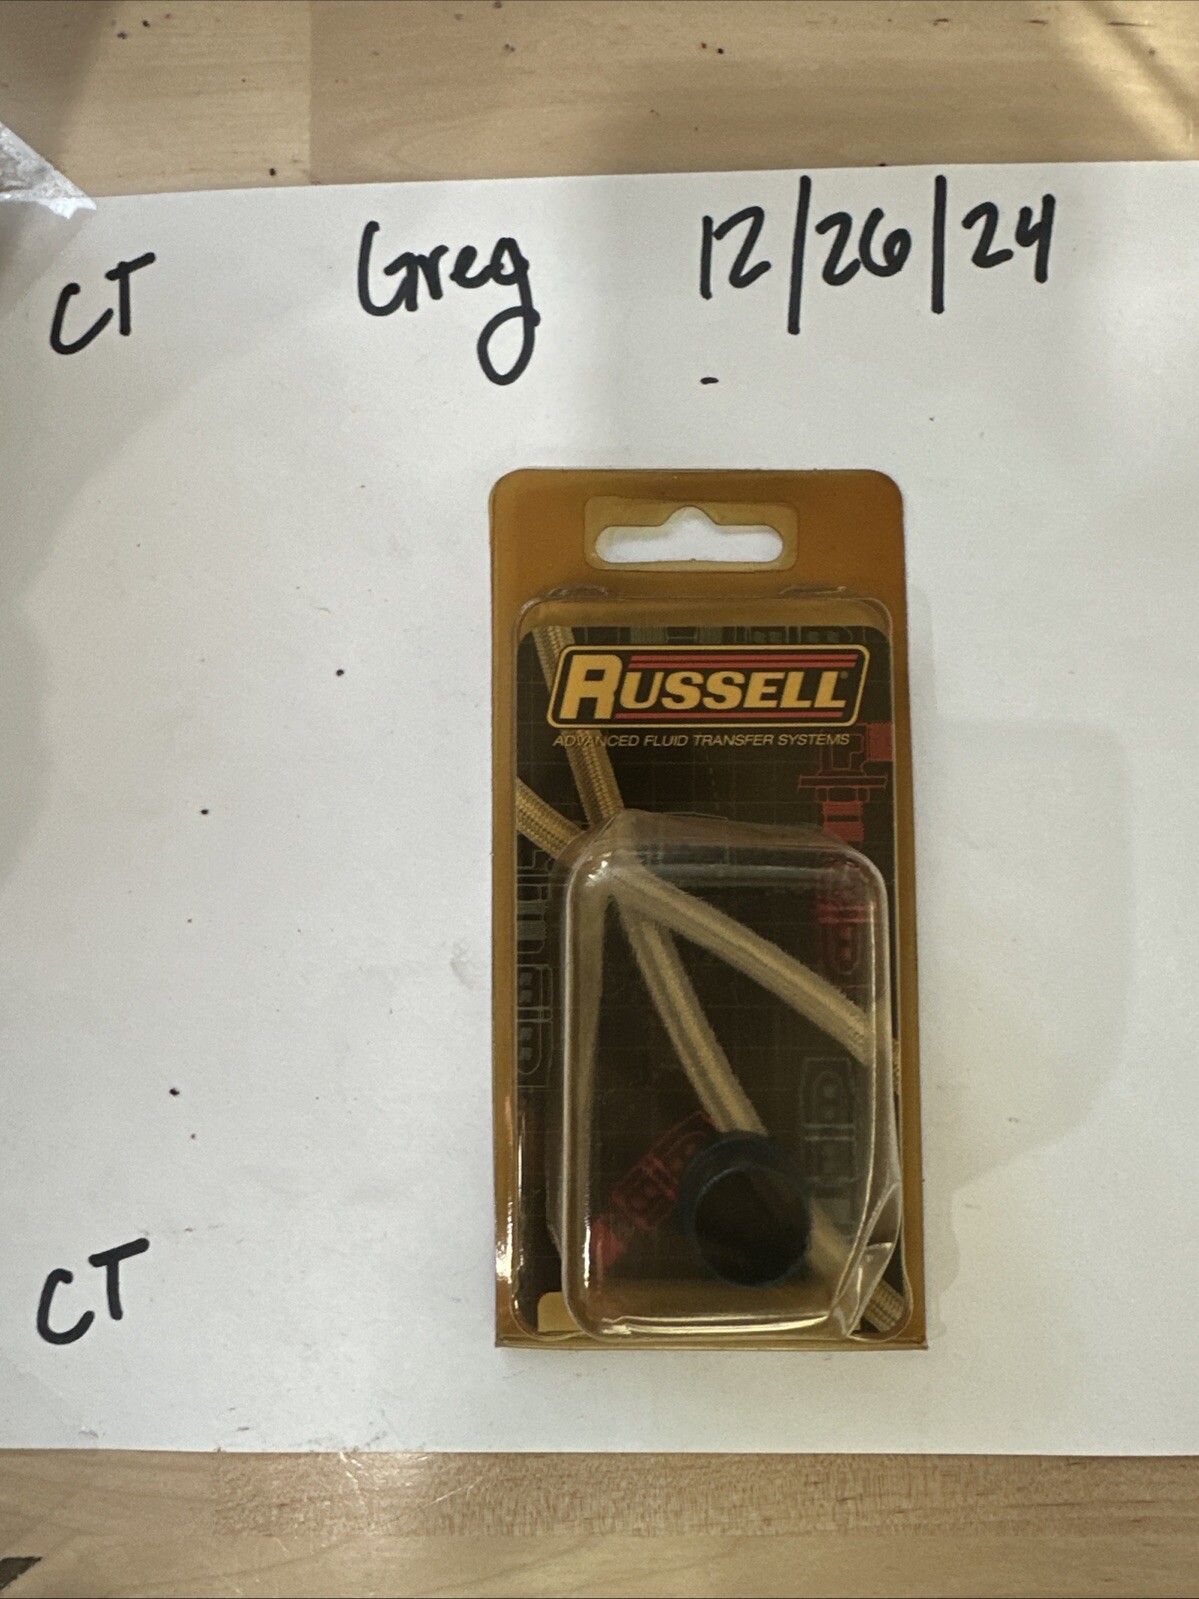 CT Greg 12/26/24
RUSSELL®
ADVANCED FLUID TRANSFER SYSTEMS
CT